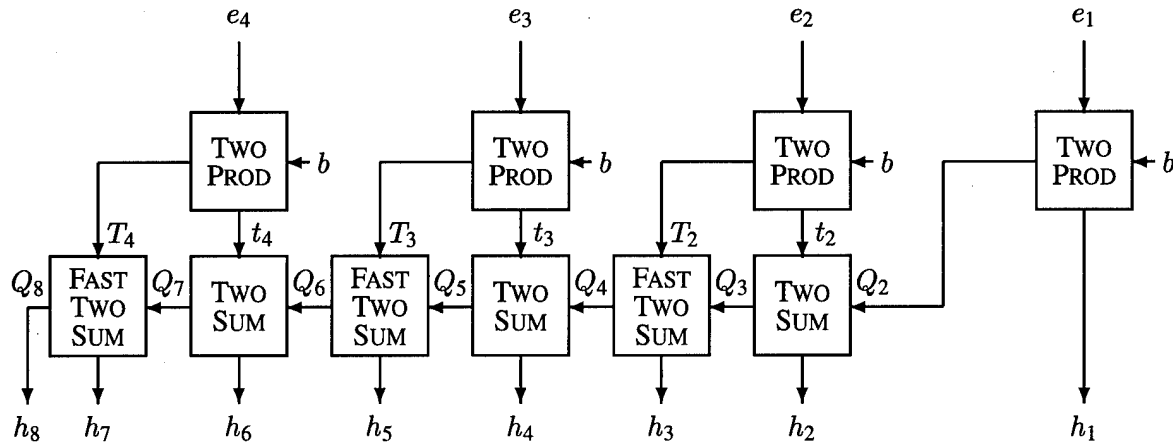 e4 e3 e2 e1
TWO PROD b TWO PROD b TWO PROD b TWO PROD b
T4 t4 T3 t3 T2 t2
Q8 FAST TWO SUM Q7 TWO SUM Q6 FAST TWO SUM Q5 TWO SUM Q4 FAST TWO SUM Q3 TWO SUM Q2
h8 h7 h6 h5 h4 h3 h2 h1